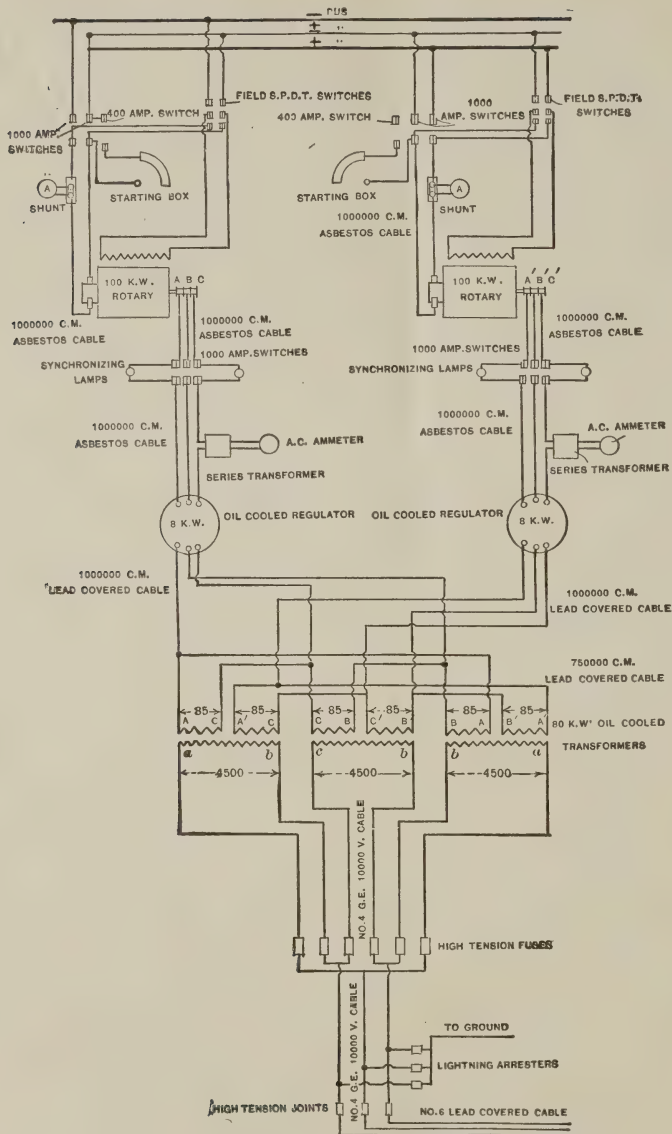 — BUS
+ "
+ "
FIELD S.P.D.T. SWITCHES
400 AMP. SWITCH
1000 AMP.
SWITCHES
STARTING BOX
A
SHUNT
1000
AMP. SWITCHES
FIELD S.P.D.T.
SWITCHES
400 AMP. SWITCH
STARTING BOX
A
SHUNT
1000000 C.M.
ASBESTOS CABLE
100 K.W.
ROTARY
A B C
100 K.W.
ROTARY
A' B' C'
1000000 C.M.
ASBESTOS CABLE
1000000 C.M.
ASBESTOS CABLE
1000000 C.M.
ASBESTOS CABLE
1000 AMP. SWITCHES
SYNCHRONIZING
LAMPS
1000 AMP. SWITCHES
SYNCHRONIZING LAMPS
1000000 C.M.
ASBESTOS CABLE
A.C. AMMETER
SERIES TRANSFORMER
1000000 C.M.
ASBESTOS CABLE
A.C. AMMETER
SERIES TRANSFORMER
8 K.W.
OIL COOLED REGULATOR
OIL COOLED REGULATOR
8 K.W.
1000000 C.M.
LEAD COVERED CABLE
1000000 C.M.
LEAD COVERED CABLE
750000 C.M.
LEAD COVERED CABLE
85 85 85 85 85 85
A C A' C C B C' B' B A B' A'
80 K.W. OIL COOLED
TRANSFORMERS
a b c b b a
4500 4500 4500
NO.4 G.E. 10000 V. CABLE
HIGH TENSION FUSES
NO.4 G.E. 10000 V. CABLE
TO GROUND
LIGHTNING ARRESTERS
HIGH TENSION JOINTS
NO.6 LEAD COVERED CABLE